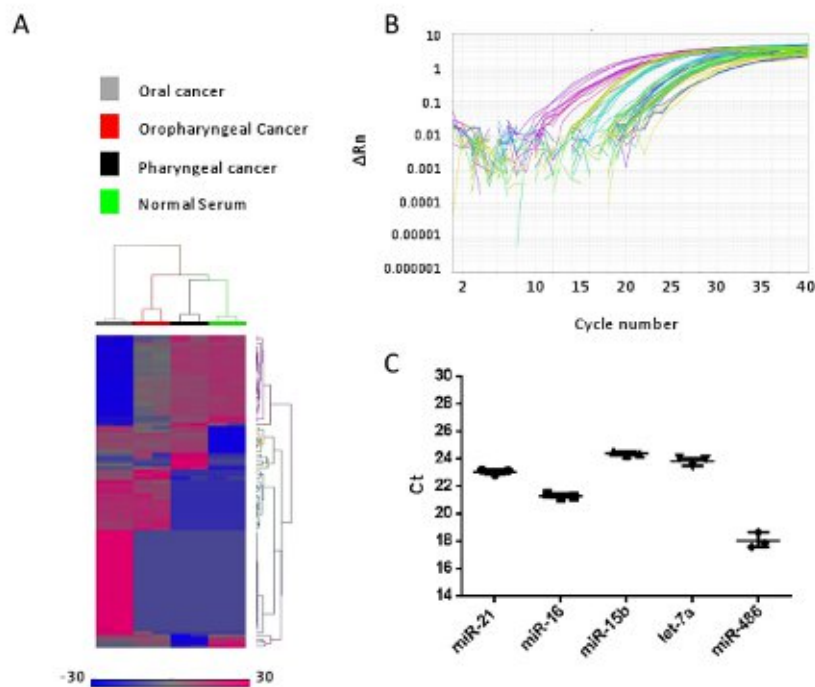 A
Oral cancer
Oropharyngeal Cancer
Pharyngeal cancer
Normal Serum
-30 30
B
10
1
0.1
0.01
0.001
0.0001
0.00001
0.000001
ΔRn
2 10 15 20 25 30 35 40
Cycle number
C
30
28
26
24
22
20
18
16
14
Ct
miR-21 miR-16 miR-15b let-7a miR-486